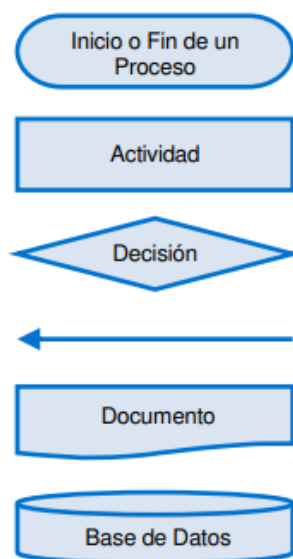 Inicio o Fin de un
Proceso
Actividad
Decisión
Documento
Base de Datos